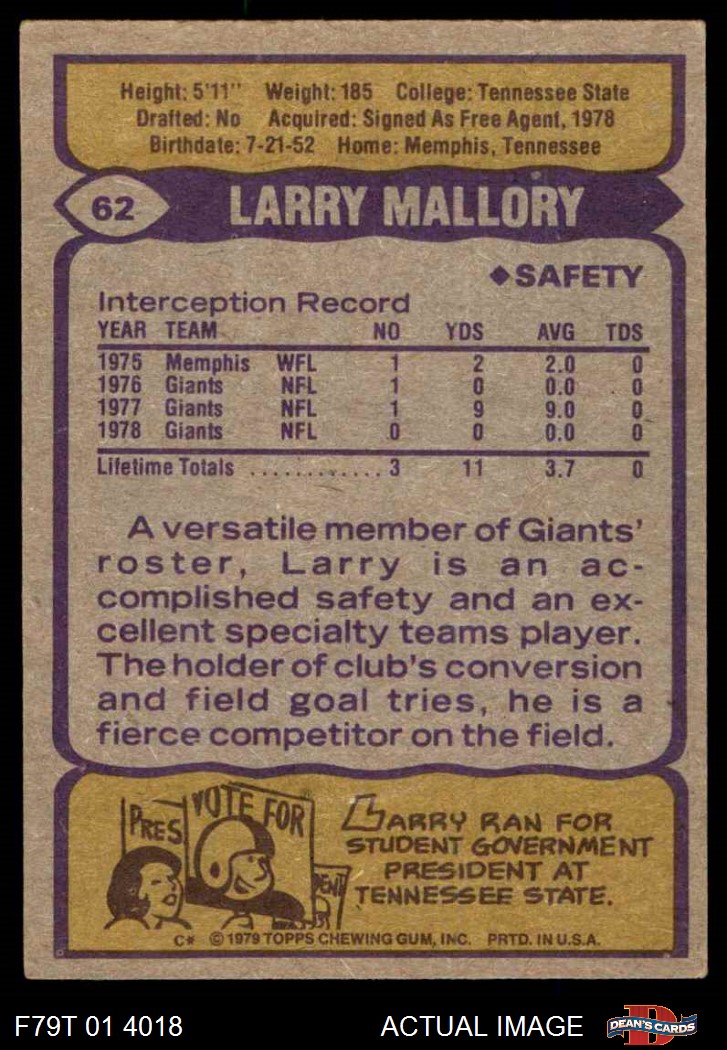 Height: 5'11" Weight: 185 College: Tennessee State
Drafted: No Acquired: Signed As Free Agent, 1978
Birthdate: 7-21-52 Home: Memphis, Tennessee
62 LARRY MALLORY
◆SAFETY
Interception Record
YEAR TEAM NO YDS AVG TDS
1975 Memphis WFL 1 2 2.0 0
1976 Giants NFL 1 0 0.0 0
1977 Giants NFL 1 9 9.0 0
1978 Giants NFL 0 0 0.0 0
Lifetime Totals ............ 3 11 3.7 0
A versatile member of Giants'
roster, Larry is an ac-
complished safety and an ex-
cellent specialty teams player.
The holder of club's conversion
and field goal tries, he is a
fierce competitor on the field.
PRES
VOTE FOR
DENT
LARRY RAN FOR
STUDENT GOVERNMENT
PRESIDENT AT
TENNESSEE STATE.
C* © 1979 TOPPS CHEWING GUM, INC. PRTD. IN U.S.A.
F79T 01 4018 ACTUAL IMAGE
D
DEAN'S CARDS